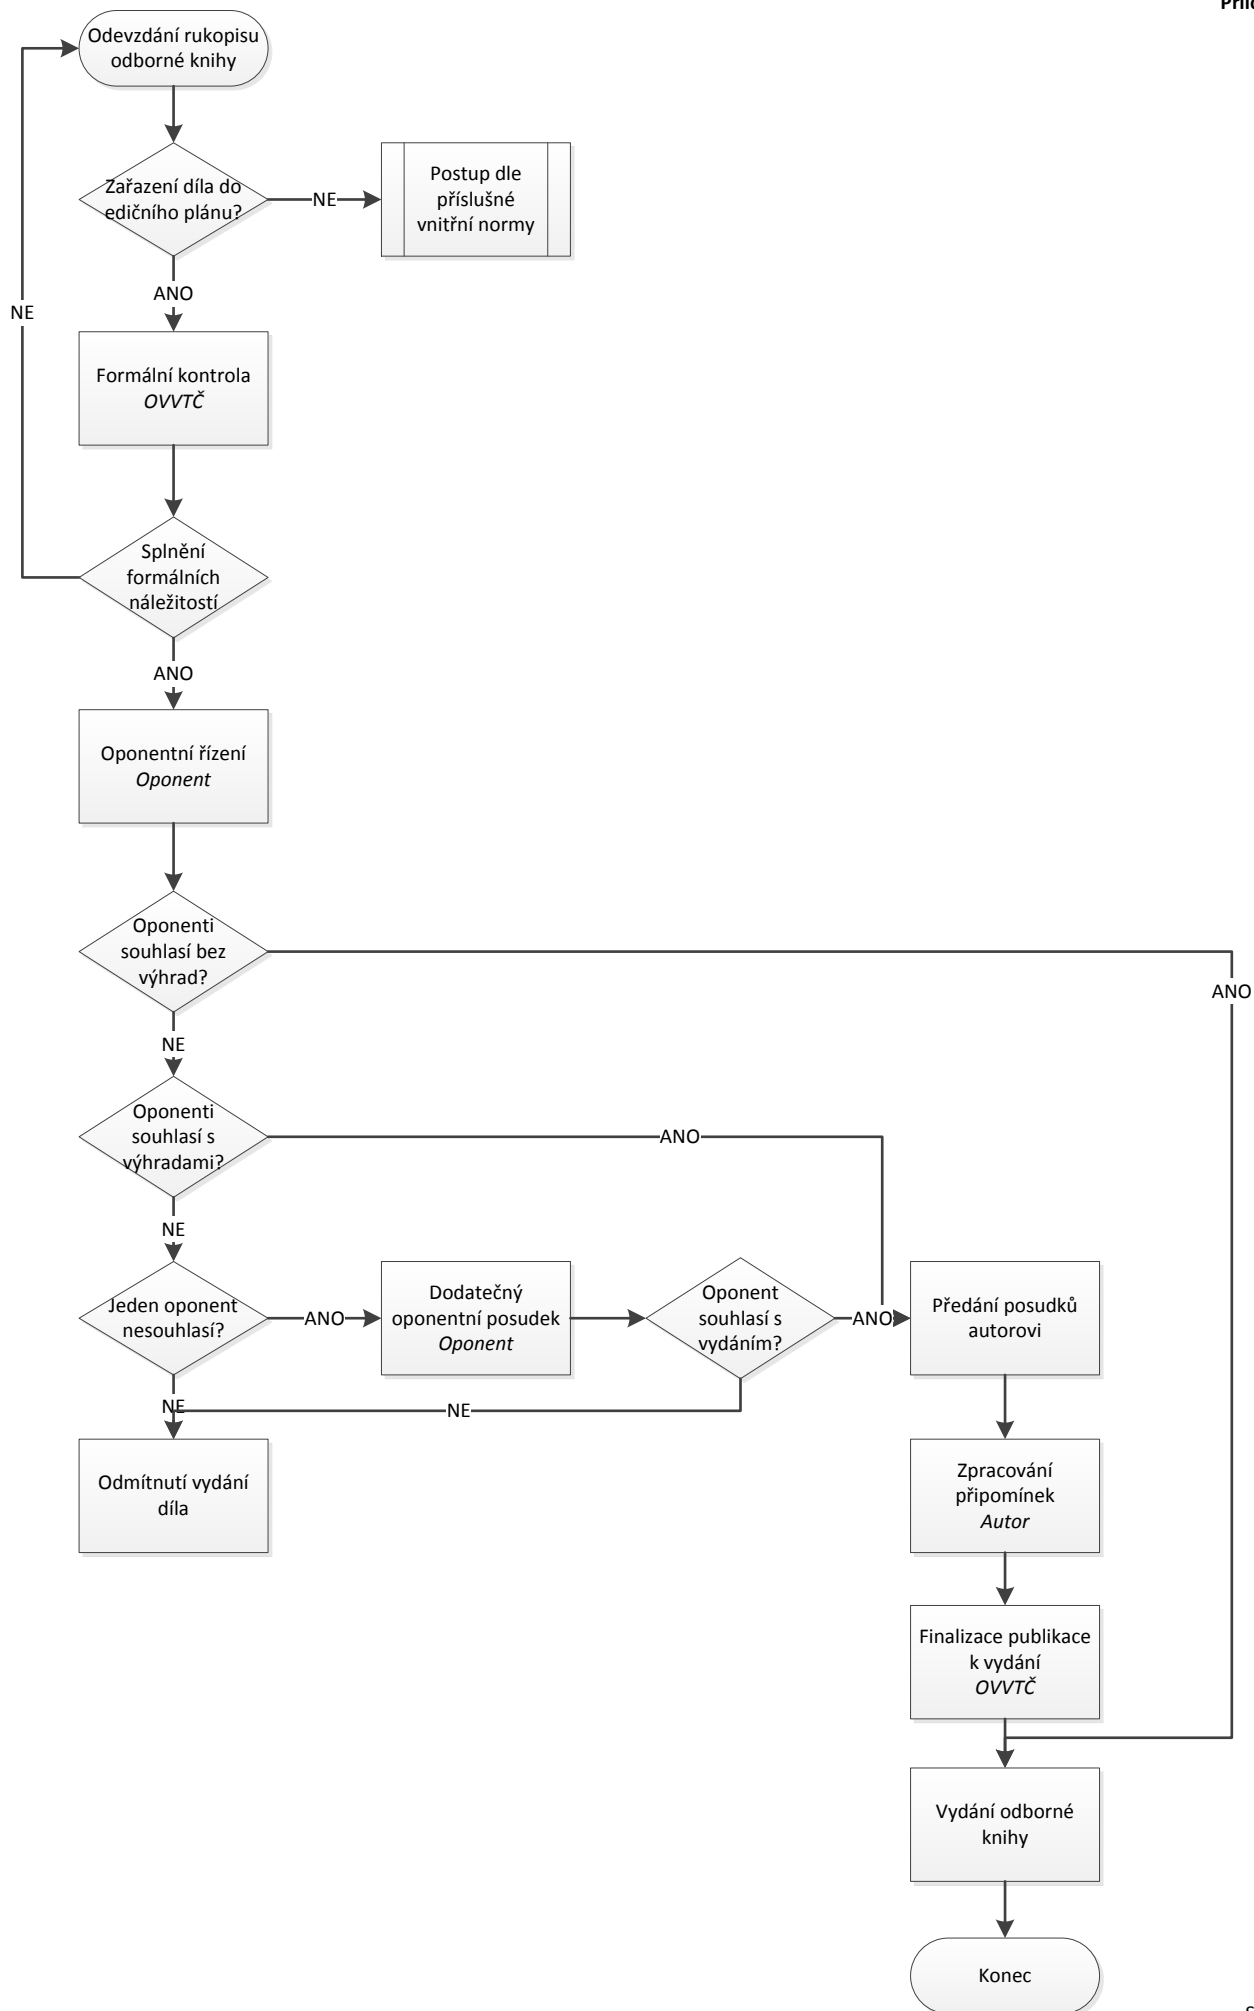 Odevzdání rukopisu
odborné knihy
Zařazení díla do
edičního plánu?
NE
Postup dle
příslušné
vnitřní normy
ANO
NE
Formální kontrola
OVVTČ
Splnění
formálních
náležitostí
ANO
Oponentní řízení
Oponent
Oponenti
souhlasí bez
výhrad?
ANO
NE
Oponenti
souhlasí s
výhradami?
ANO
NE
Jeden oponent
nesouhlasí?
ANO
Dodatečný
oponentní posudek
Oponent
Oponent
souhlasí s
vydáním?
ANO
Předání posudků
autorovi
NE
NE
Odmítnutí vydání
díla
Zpracování
připomínek
Autor
Finalizace publikace
k vydání
OVVTČ
Vydání odborné
knihy
Konec